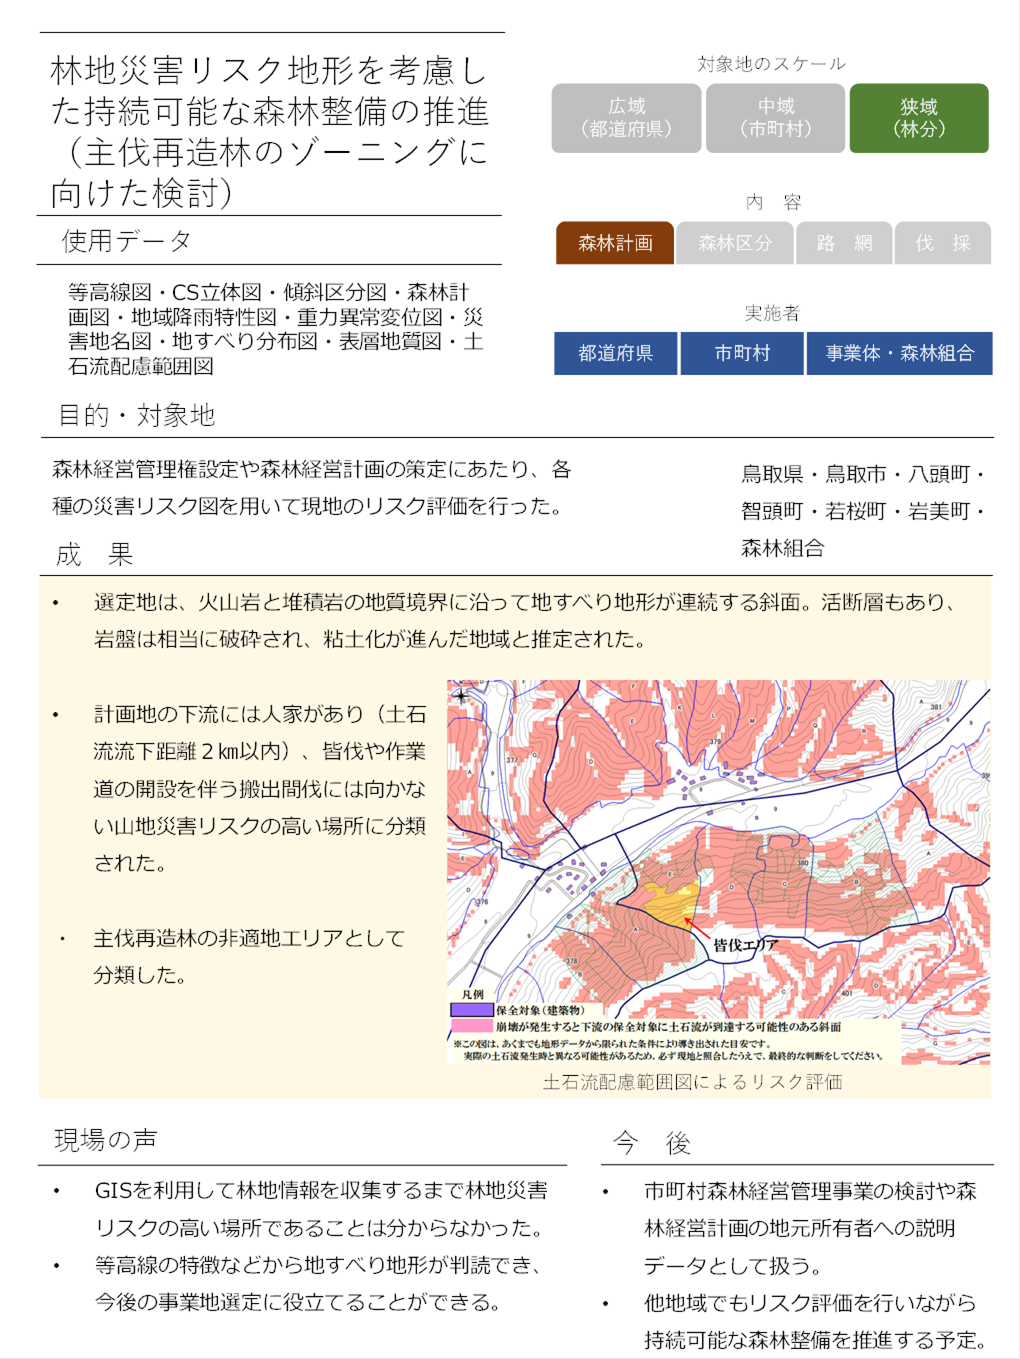 林地災害リスク地形を考慮し
た持続可能な森林整備の推進
（主伐再造林のゾーニングに
向けた検討）
対象地のスケール
広域
（都道府県）
中域
（市町村）
狭域
（林分）
内　容
森林計画
森林区分
路　網
伐　採
実施者
都道府県
市町村
事業体・森林組合
使用データ
等高線図・CS立体図・傾斜区分図・森林計
画図・地域降雨特性図・重力異常変位図・災
害地名図・地すべり分布図・表層地質図・土
石流配慮範囲図
目的・対象地
森林経営管理権設定や森林経営計画の策定にあたり、各
種の災害リスク図を用いて現地のリスク評価を行った。
鳥取県・鳥取市・八頭町・
智頭町・若桜町・岩美町・
森林組合
成　果
• 選定地は、火山岩と堆積岩の地質境界に沿って地すべり地形が連続する斜面。活断層もあり、
岩盤は相当に破砕され、粘土化が進んだ地域と推定された。
• 計画地の下流には人家があり（土石
流流下距離２km以内）、皆伐や作業
道の開設を伴う搬出間伐には向かな
い山地災害リスクの高い場所に分類
された。
・ 主伐再造林の非適地エリアとして
分類した。
381
379
377
380
376
378
401
皆伐エリア
凡例
保全対象（建築物）
崩壊が発生すると下流の保全対象に土石流が到達する可能性のある斜面
※この図は、あくまでも地形データから限られた条件により導き出された目安です。
実際の土石流発生時と異なる可能性があるため、必ず現地と照合したうえで、最終的な判断をしてください。
土石流配慮範囲図によるリスク評価
現場の声
• GISを利用して林地情報を収集するまで林地災害
リスクの高い場所であることは分からなかった。
• 等高線の特徴などから地すべり地形が判読でき、
今後の事業地選定に役立てることができる。
今　後
• 市町村森林経営管理事業の検討や森
林経営計画の地元所有者への説明
データとして扱う。
• 他地域でもリスク評価を行いながら
持続可能な森林整備を推進する予定。